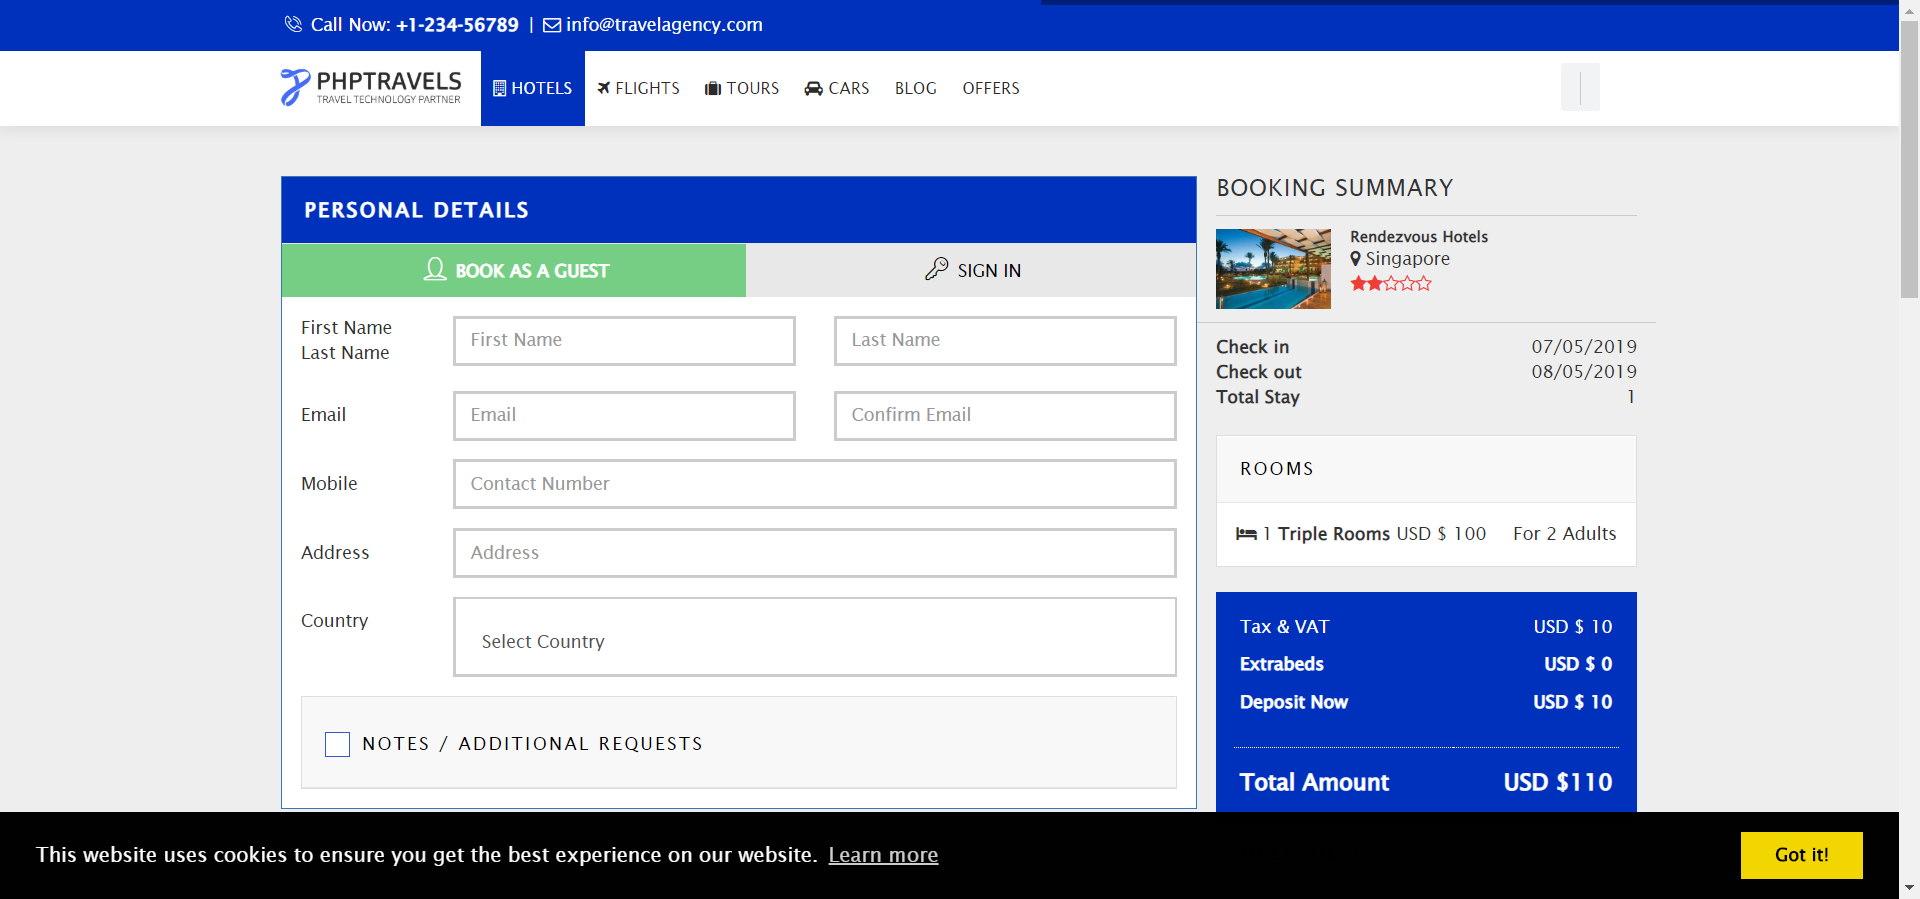 Call Now: +1-234-56789 | info@travelagency.com
PHPTRAVELS
TRAVEL TECHNOLOGY PARTNER
HOTELS FLIGHTS TOURS CARS BLOG OFFERS
PERSONAL DETAILS
BOOK AS A GUEST SIGN IN
First Name
Last Name
First Name Last Name
Email Email Confirm Email
Mobile Contact Number
Address Address
Country Select Country
NOTES / ADDITIONAL REQUESTS
BOOKING SUMMARY
Rendezvous Hotels
Singapore
Check in 07/05/2019
Check out 08/05/2019
Total Stay 1
ROOMS
1 Triple Rooms USD $ 100 For 2 Adults
Tax & VAT USD $ 10
Extrabeds USD $ 0
Deposit Now USD $ 10
Total Amount USD $110
This website uses cookies to ensure you get the best experience on our website. Learn more
Got it!